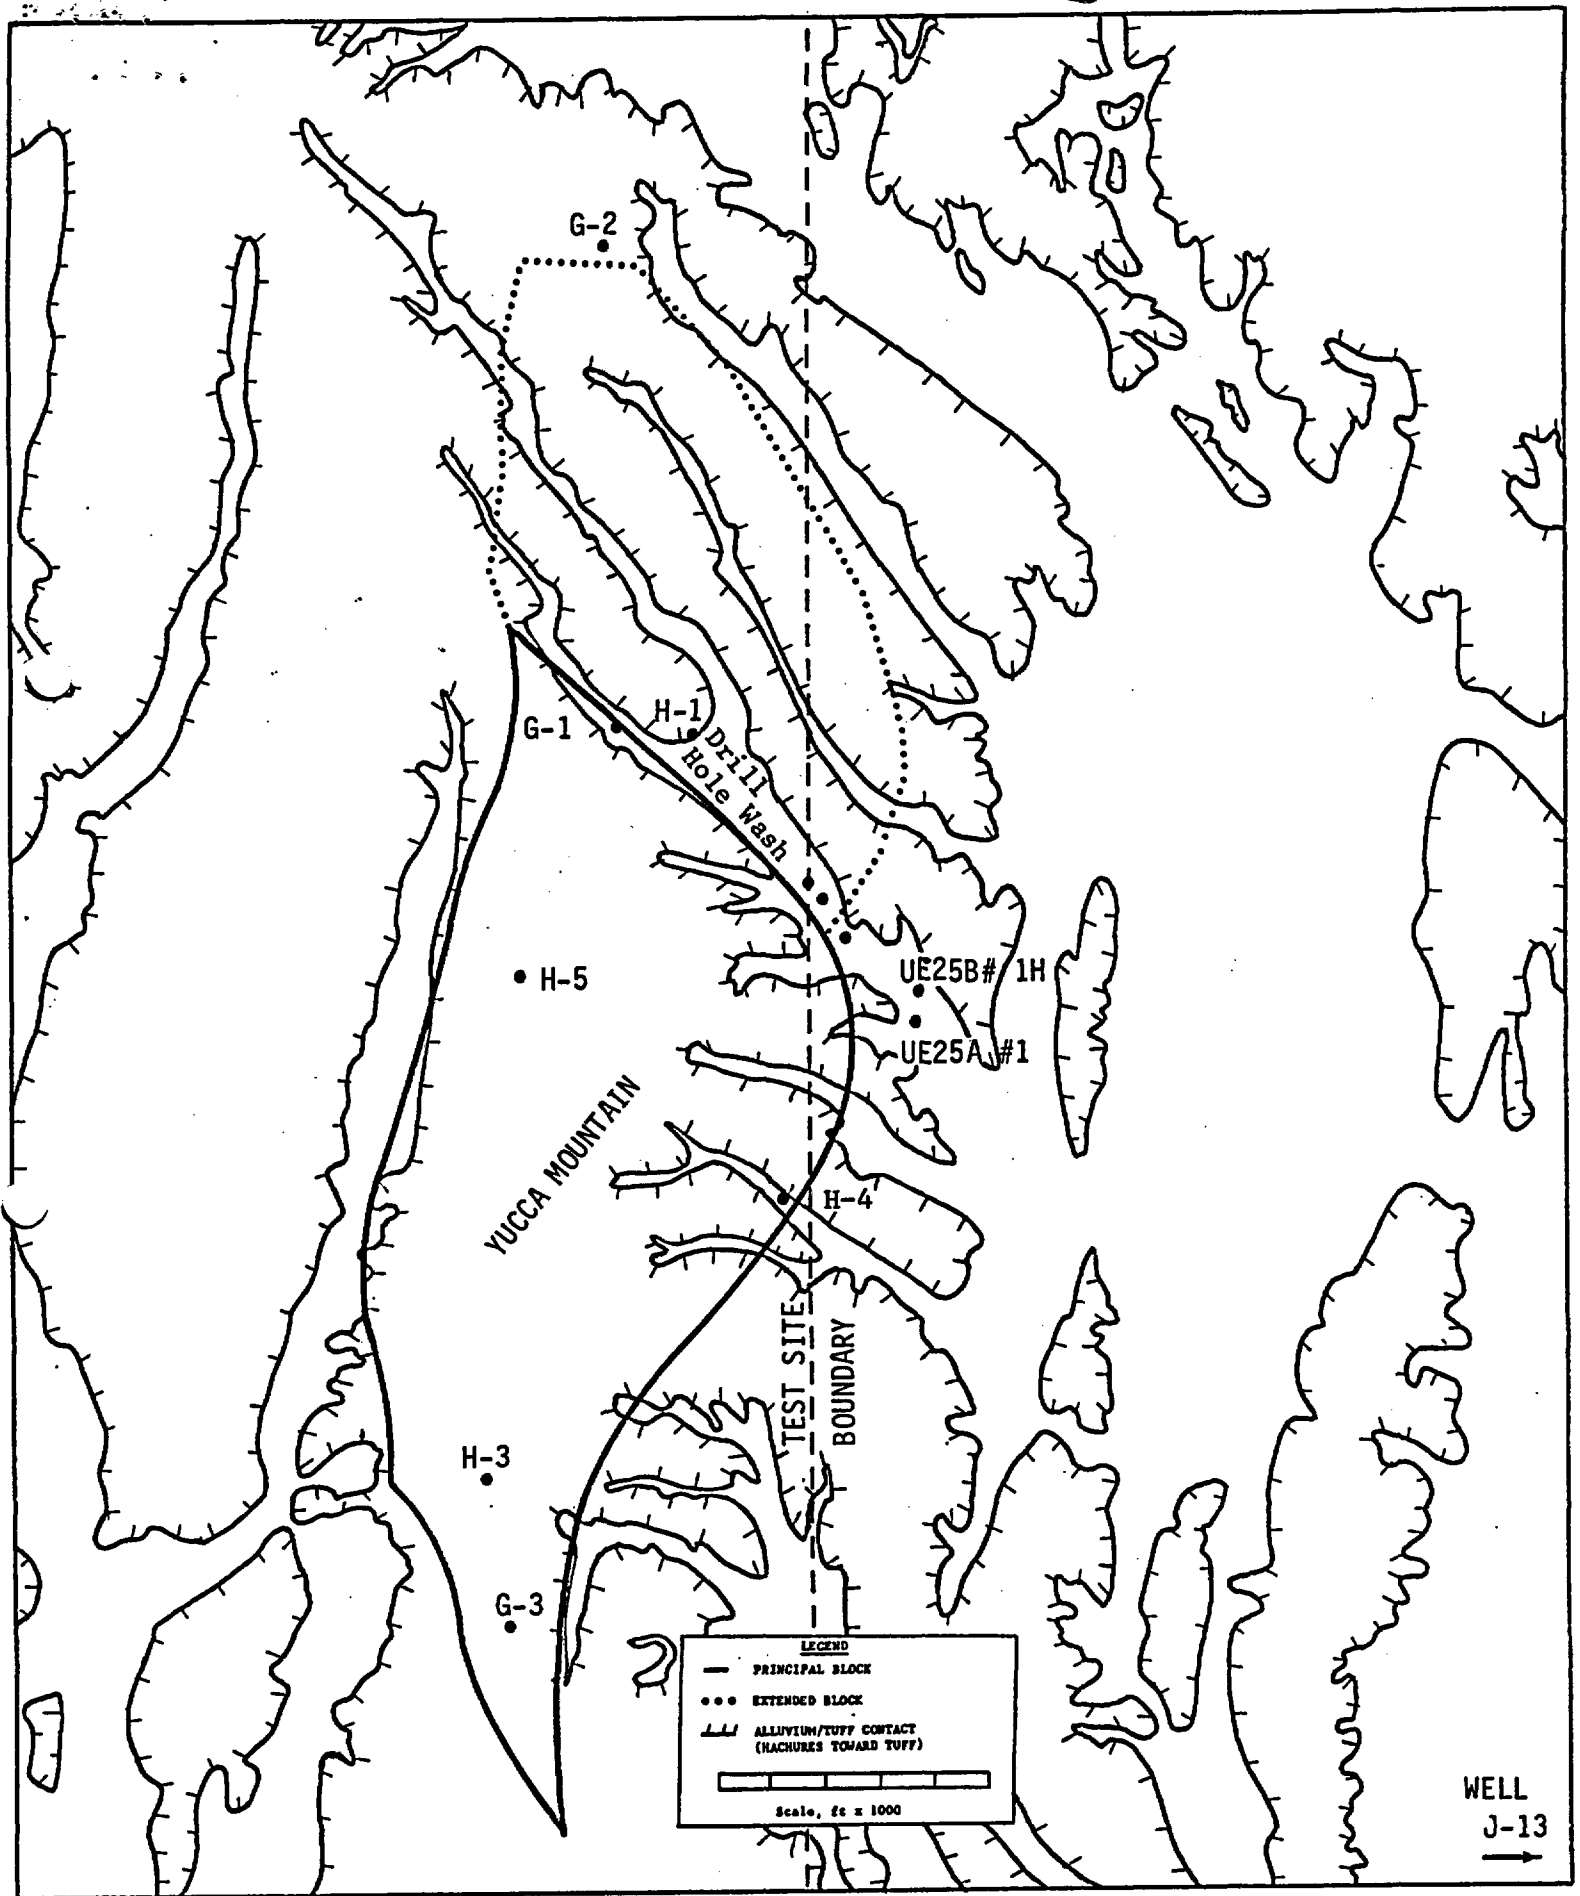 G-2
G-1
H-1
Drill
Hole Wash
UE25B# 1H
H-5
UE25A #1
YUCCA MOUNTAIN
H-4
TEST SITE
BOUNDARY
H-3
G-3
LEGEND
PRINCIPAL BLOCK
EXTENDED BLOCK
ALLUVIUM/TUFF CONTACT
(HACHURES TOWARD TUFF)
Scale, ft x 1000
WELL
J-13